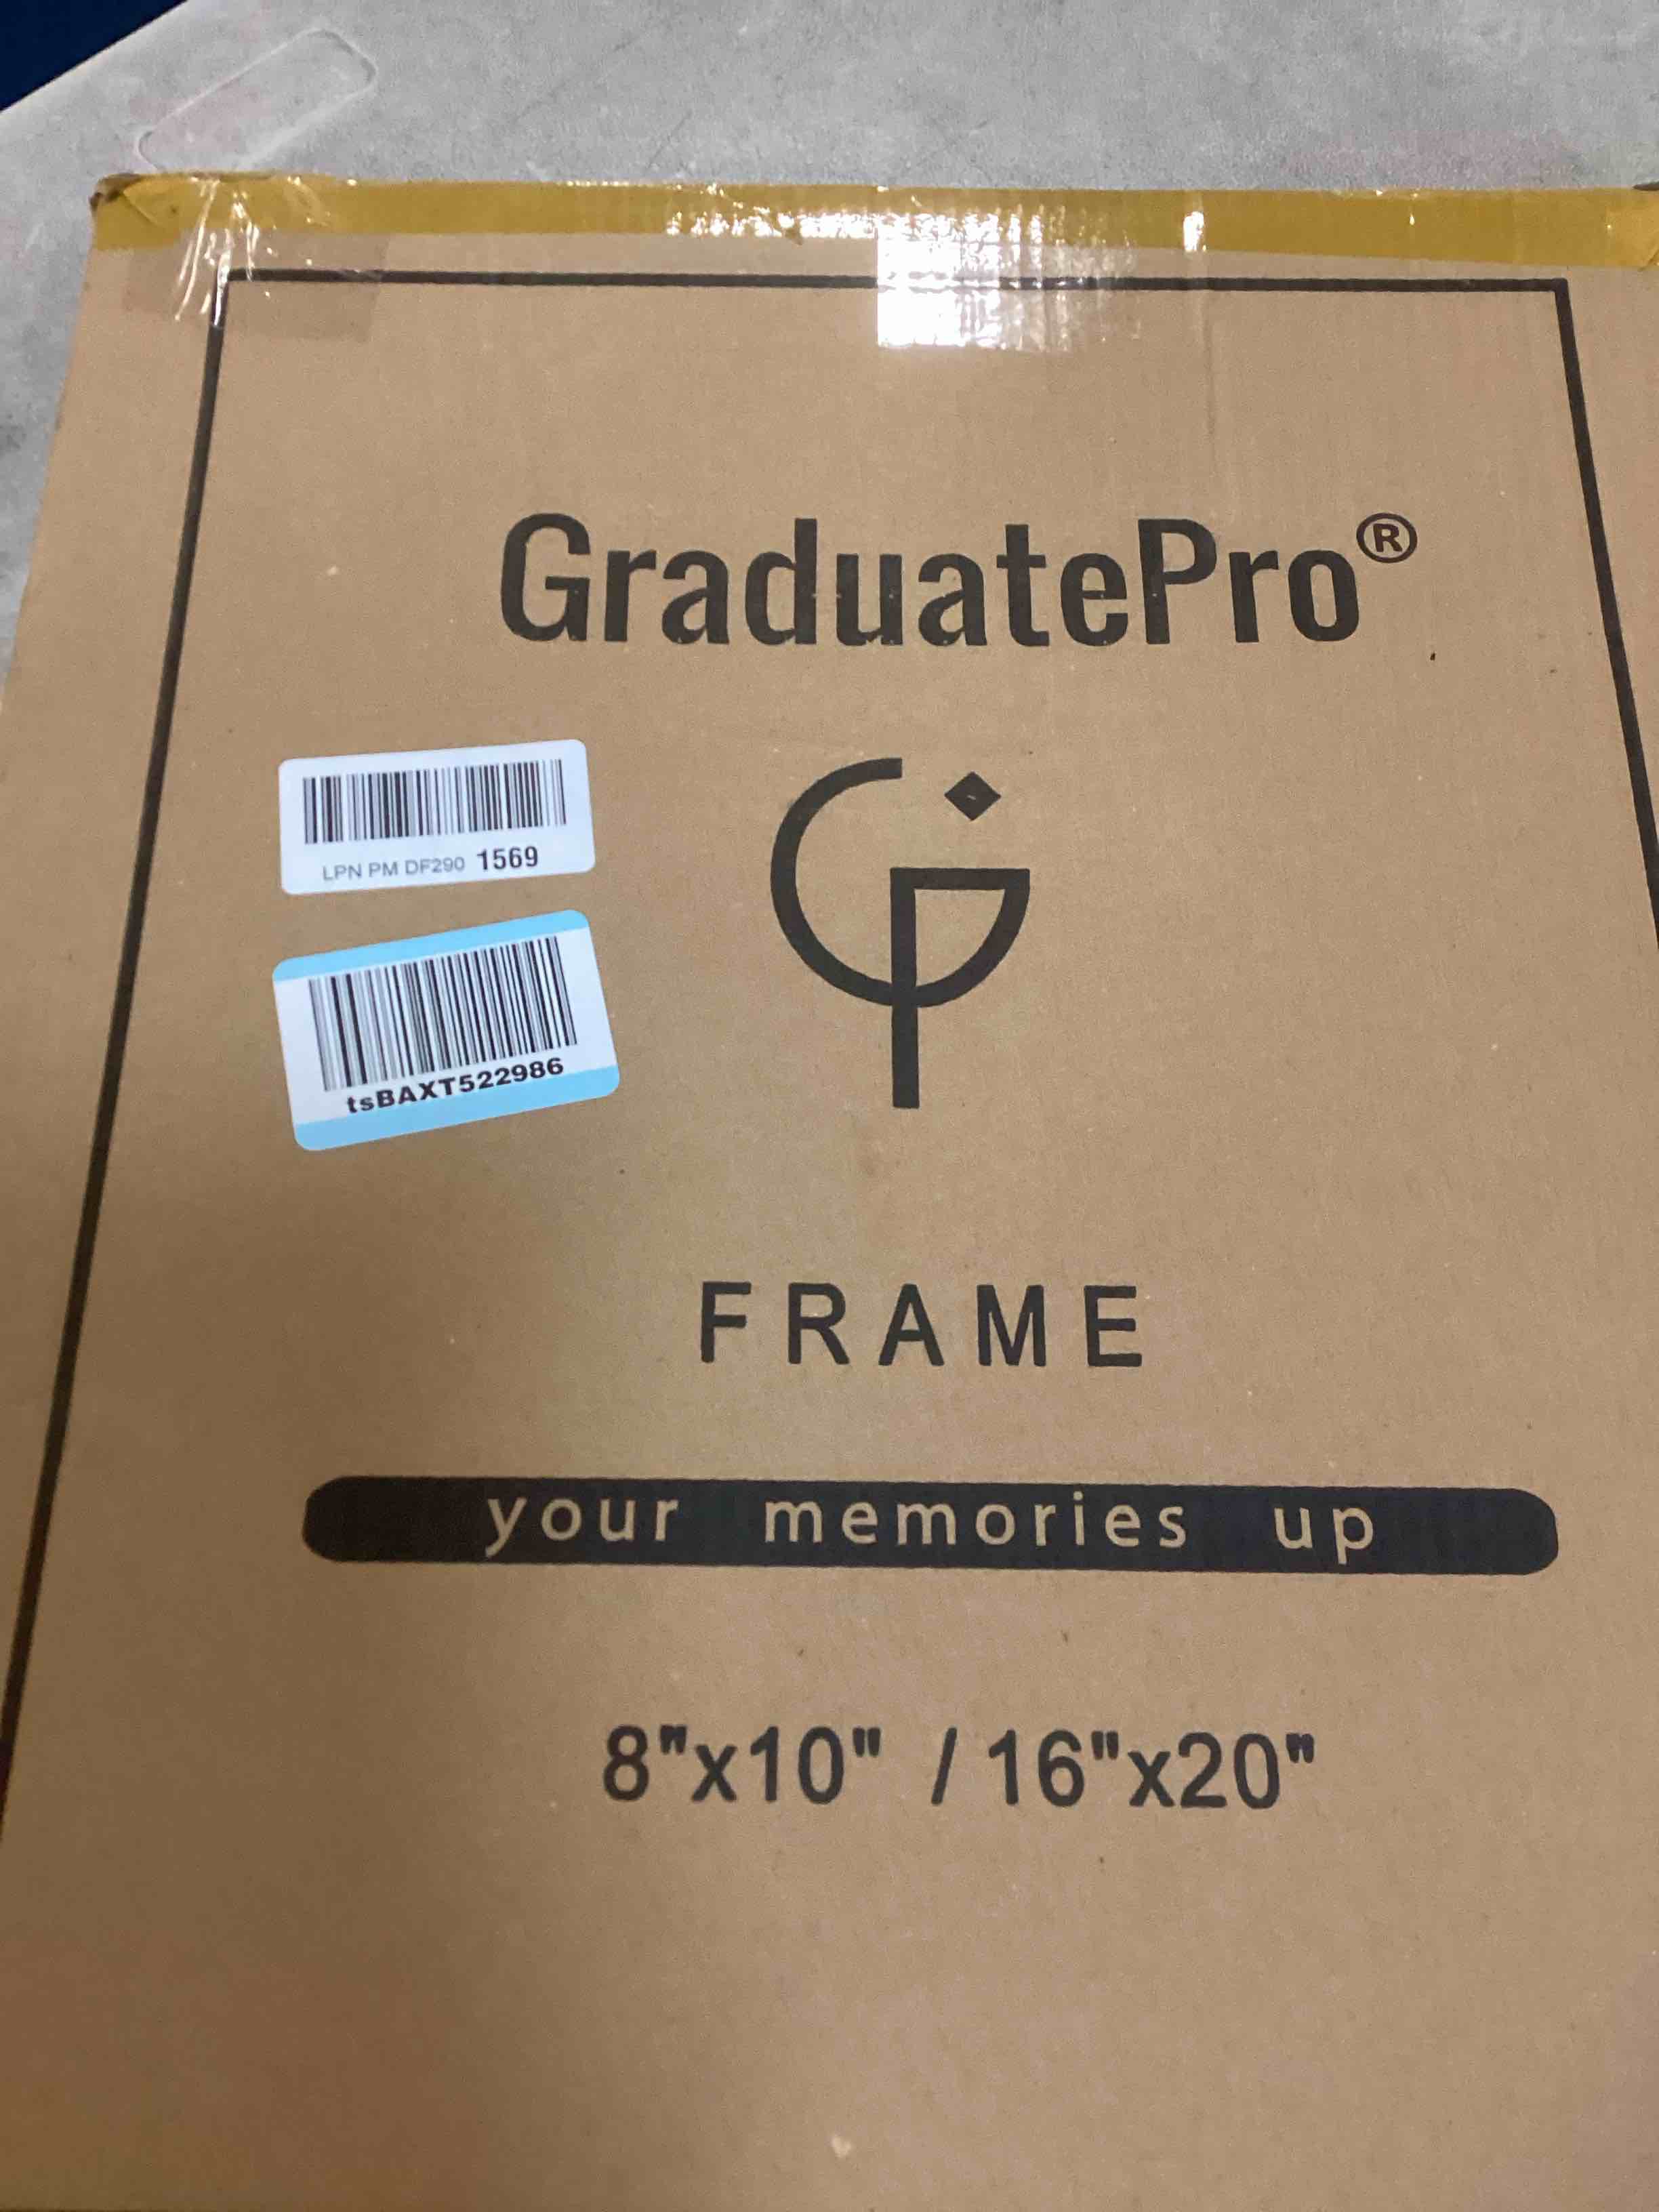 GraduatePro®
LPN PM DF290 1569
tsBAXT522986
FRAME
your memories up
8"x10" / 16"x20"